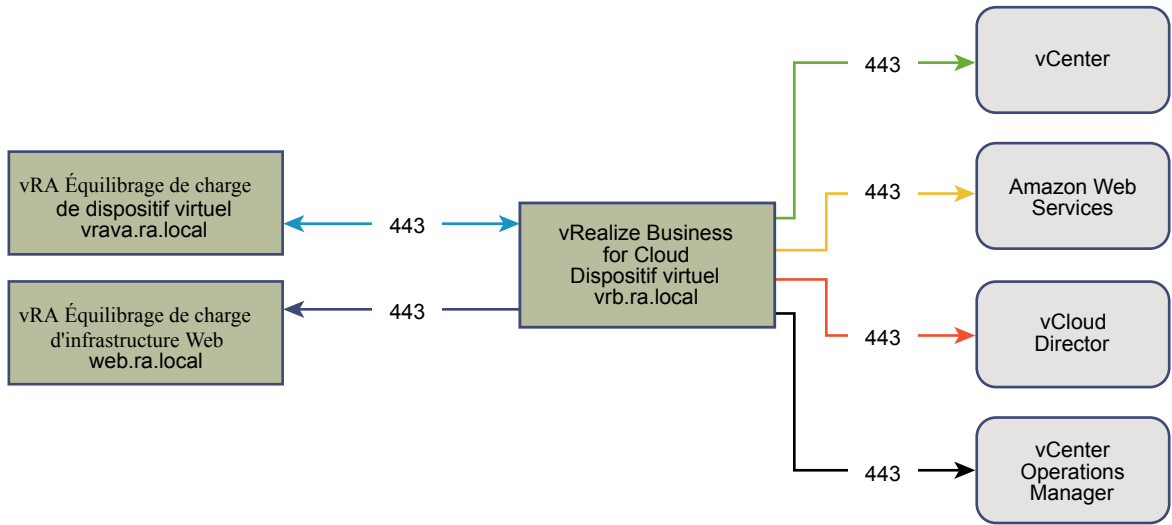 vRA Équilibrage de charge
de dispositif virtuel
vrava.ra.local
443
vRA Équilibrage de charge
d'infrastructure Web
web.ra.local
443
vRealize Business
for Cloud
Dispositif virtuel
vrb.ra.local
443
vCenter
443
Amazon Web
Services
443
vCloud
Director
443
vCenter
Operations
Manager